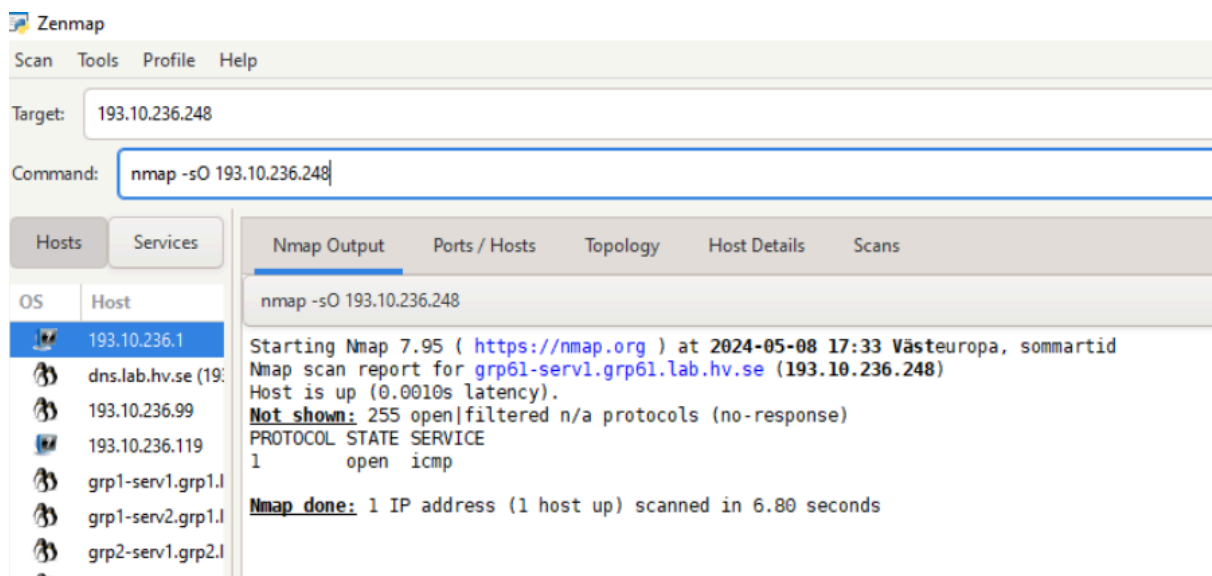 Zenmap
Scan Tools Profile Help
Target: 193.10.236.248
Command: nmap -sO 193.10.236.248
Hosts Services
Nmap Output Ports / Hosts Topology Host Details Scans
OS Host
nmap -sO 193.10.236.248
193.10.236.1
dns.lab.hv.se (19
193.10.236.99
193.10.236.119
grp1-serv1.grp1.l
grp1-serv2.grp1.l
grp2-serv1.grp2.l
Starting Nmap 7.95 ( https://nmap.org ) at 2024-05-08 17:33 Västeuropa, sommartid
Nmap scan report for grp61-serv1.grp61.lab.hv.se (193.10.236.248)
Host is up (0.0010s latency).
Not shown: 255 open|filtered n/a protocols (no-response)
PROTOCOL STATE SERVICE
1 open icmp
Nmap done: 1 IP address (1 host up) scanned in 6.80 seconds